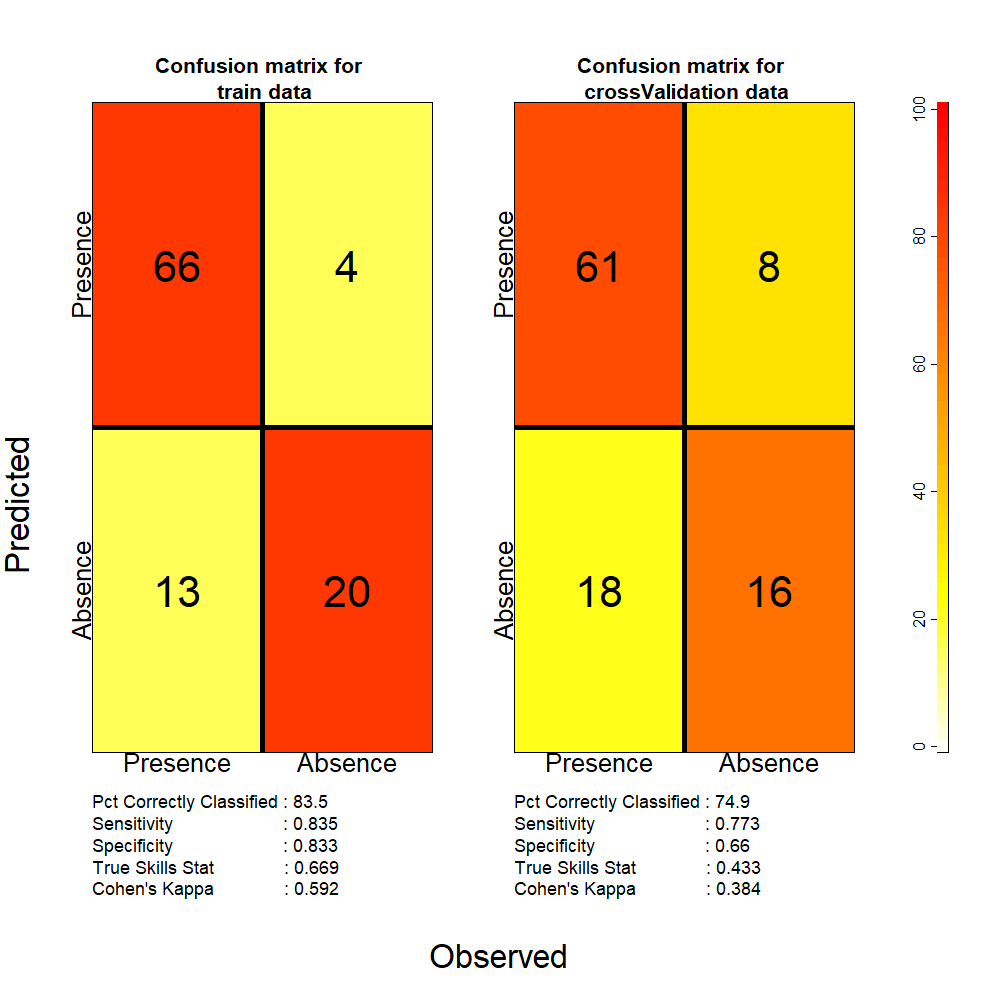 Confusion matrix for
train data
Presence
66
4
Absence
13
20
Presence Absence
Pct Correctly Classified : 83.5
Sensitivity : 0.835
Specificity : 0.833
True Skills Stat : 0.669
Cohen's Kappa : 0.592
Confusion matrix for
crossValidation data
Presence
61
8
Absence
18
16
Presence Absence
Pct Correctly Classified : 74.9
Sensitivity : 0.773
Specificity : 0.66
True Skills Stat : 0.433
Cohen's Kappa : 0.384
100
80
60
40
20
0
Predicted
Observed